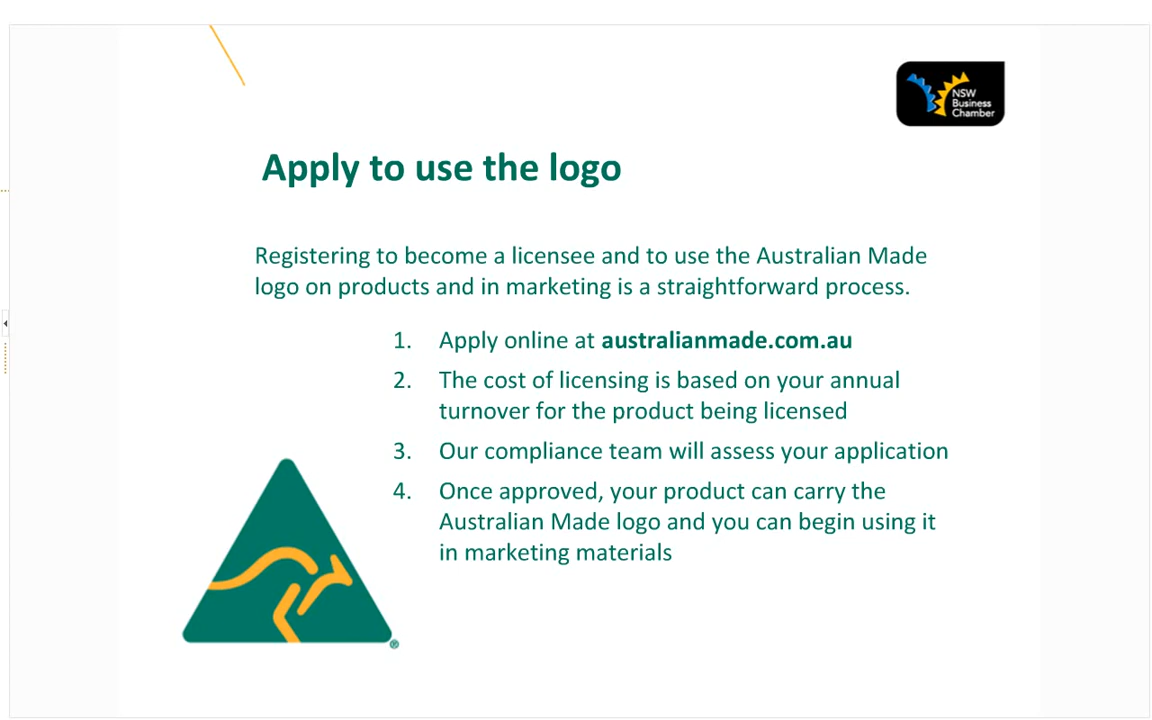 NSW
Business
Chamber
Apply to use the logo
Registering to become a licensee and to use the Australian Made
logo on products and in marketing is a straightforward process.
1. Apply online at australianmade.com.au
2. The cost of licensing is based on your annual
turnover for the product being licensed
3. Our compliance team will assess your application
4. Once approved, your product can carry the
Australian Made logo and you can begin using it
in marketing materials
®